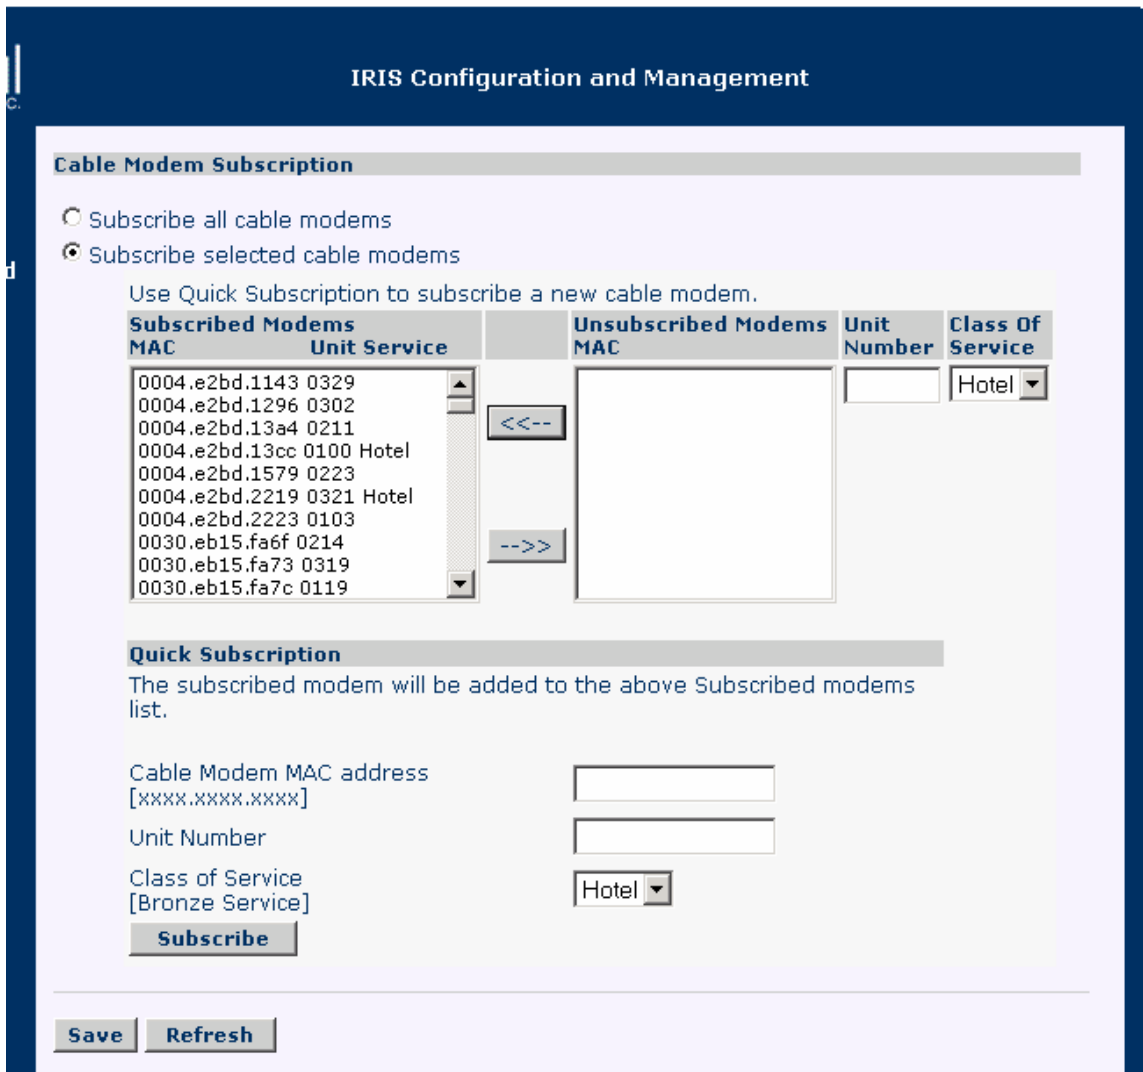 C.
IRIS Configuration and Management
d
Cable Modem Subscription
Subscribe all cable modems
Subscribe selected cable modems
Use Quick Subscription to subscribe a new cable modem.
Subscribed Modems
MAC Unit Service
Unsubscribed Modems
MAC
Unit
Number
Class Of
Service
0004.e2bd.1143 0329
0004.e2bd.1296 0302
0004.e2bd.13a4 0211
0004.e2bd.13cc 0100 Hotel
0004.e2bd.1579 0223
0004.e2bd.2219 0321 Hotel
0004.e2bd.2223 0103
0030.eb15.fa6f 0214
0030.eb15.fa73 0319
0030.eb15.fa7c 0119
<<--
-->>
Hotel
Quick Subscription
The subscribed modem will be added to the above Subscribed modems
list.
Cable Modem MAC address
[xxxx.xxxx.xxxx]
Unit Number
Class of Service
[Bronze Service]
Hotel
Subscribe
Save Refresh